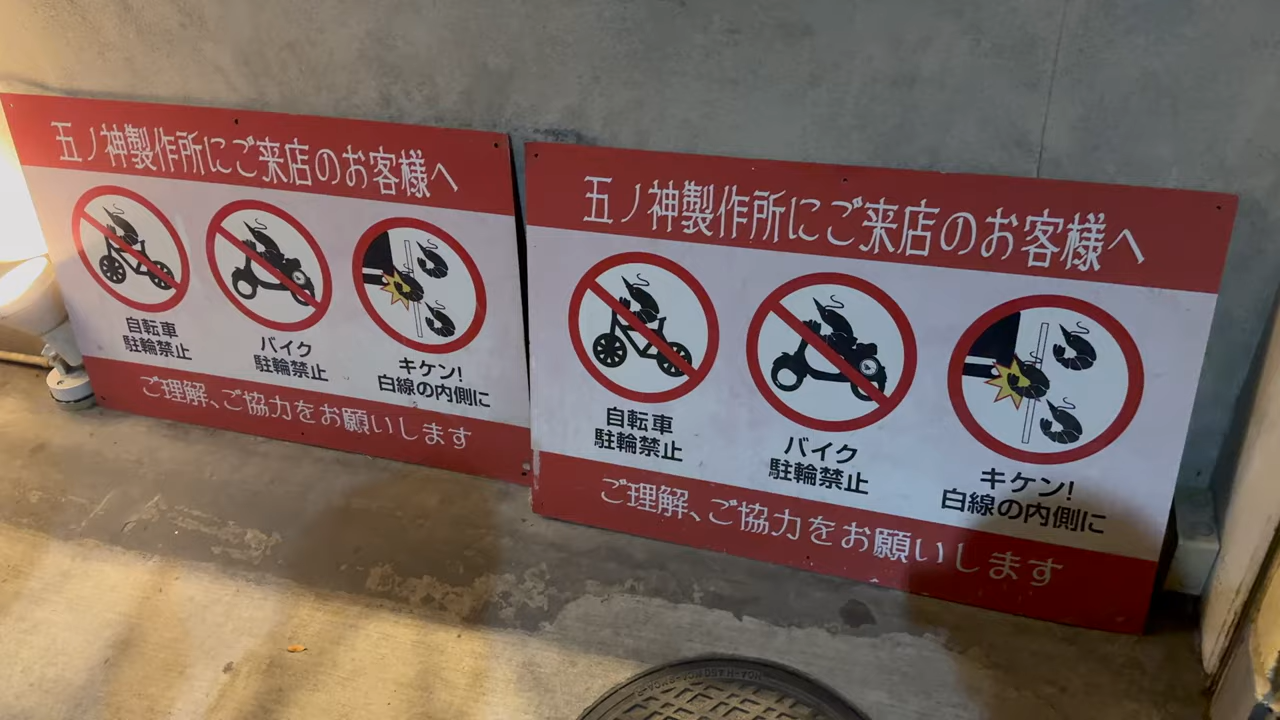 五ノ神製作所にご来店のお客様へ
自転車
駐輪禁止
バイク
駐輪禁止
キケン!
白線の内側に
ご理解、ご協力をお願いします
五ノ神製作所にご来店のお客様へ
自転車
駐輪禁止
バイク
駐輪禁止
キケン!
白線の内側に
ご理解、ご協力をお願いします